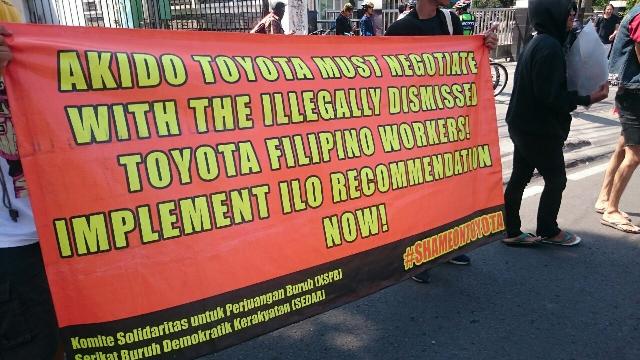 AKIDO TOYOTA MUST NEGOTIATE
WITH THE ILLEGALLY DISMISSED
TOYOTA FILIPINO WORKERS!
IMPLEMENT ILO RECOMMENDATION
NOW!
#SHAMEONTOYOTA
Komite Solidaritas untuk Perjuangan Buruh (KSPB)
Serikat Buruh Demokratik Kerakyatan (SEDAR)